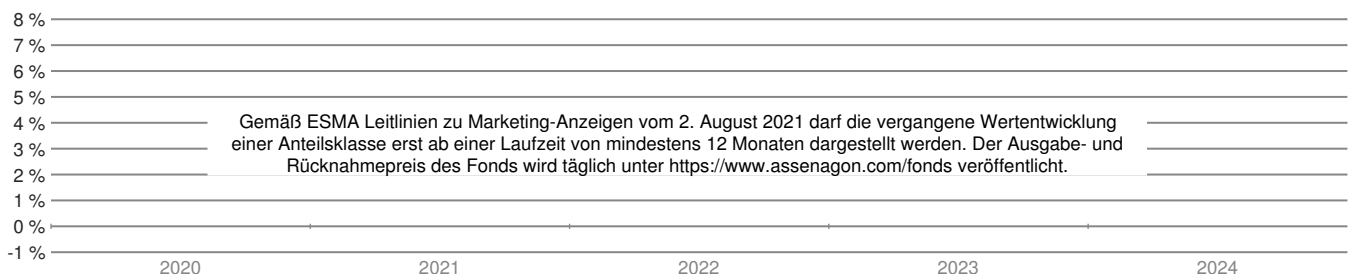 8 %
7 %
6 %
5 %
4 %
3 %
2 %
1 %
0 %
-1 %
Gemäß ESMA Leitlinien zu Marketing-Anzeigen vom 2. August 2021 darf die vergangene Wertentwicklung
einer Anteilsklasse erst ab einer Laufzeit von mindestens 12 Monaten dargestellt werden. Der Ausgabe- und
Rücknahmepreis des Fonds wird täglich unter https://www.assenagon.com/fonds veröffentlicht.
2020 2021 2022 2023 2024